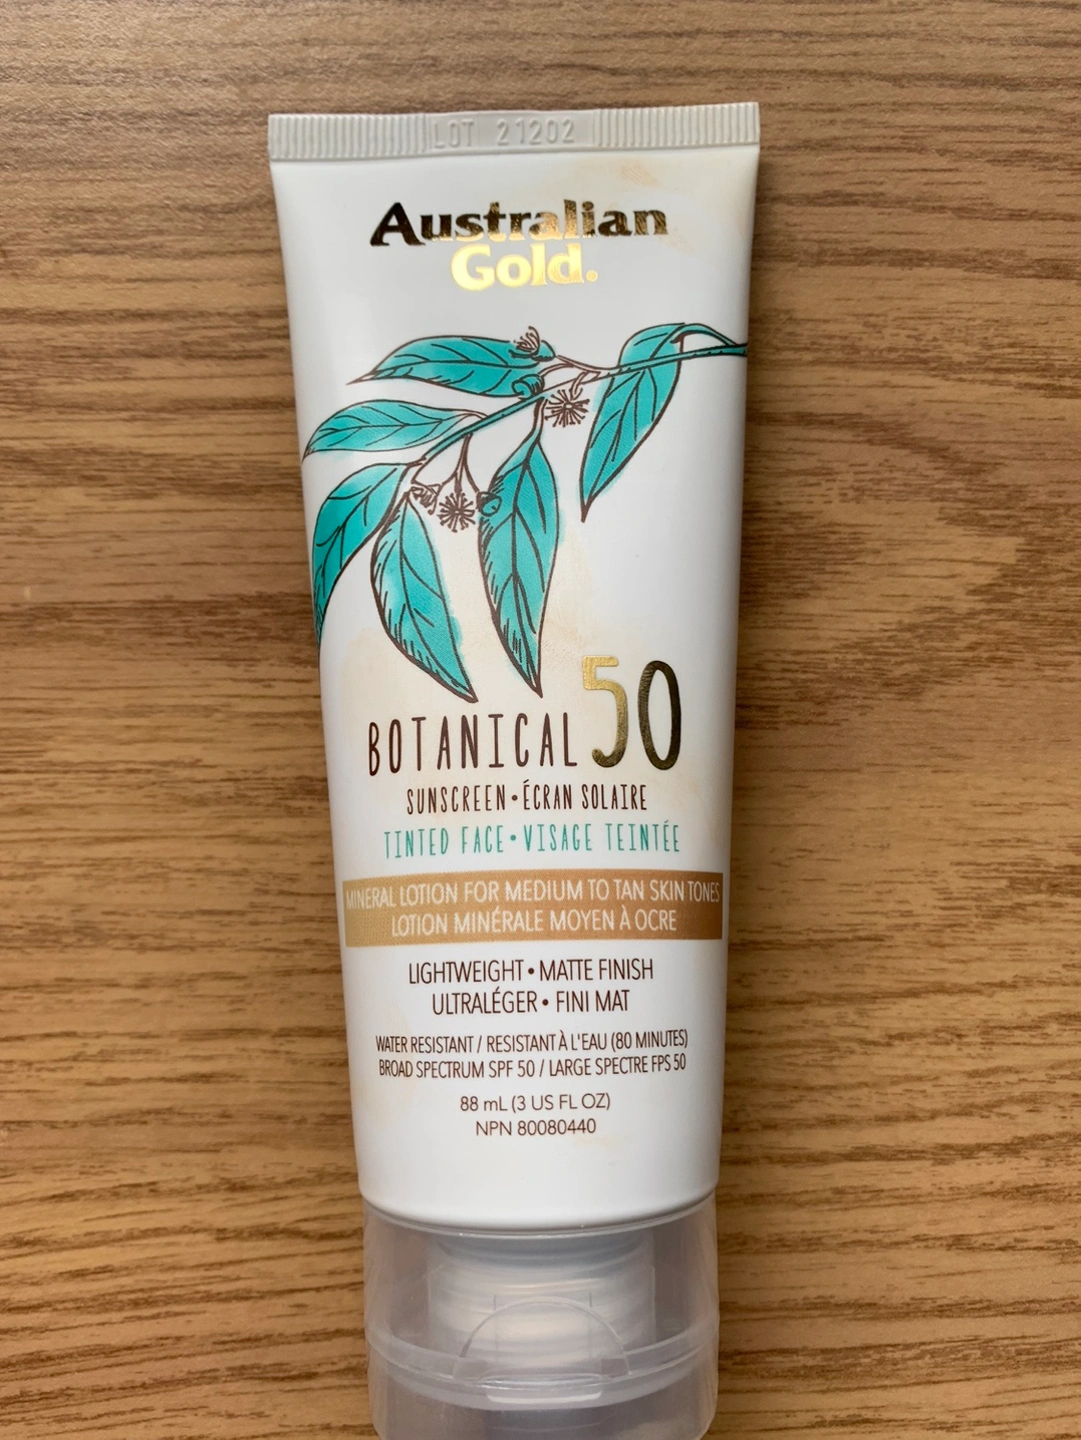 LOT 21202
Australian
Gold.
BOTANICAL 50
SUNSCREEN • ÉCRAN SOLAIRE
TINTED FACE • VISAGE TEINTÉE
MINERAL LOTION FOR MEDIUM TO TAN SKIN TONES
LOTION MINÉRALE MOYEN À OCRE
LIGHTWEIGHT • MATTE FINISH
ULTRALÉGER • FINI MAT
WATER RESISTANT / RESISTANT À L'EAU (80 MINUTES)
BROAD SPECTRUM SPF 50 / LARGE SPECTRE FPS 50
88 mL (3 US FL OZ)
NPN 80080440